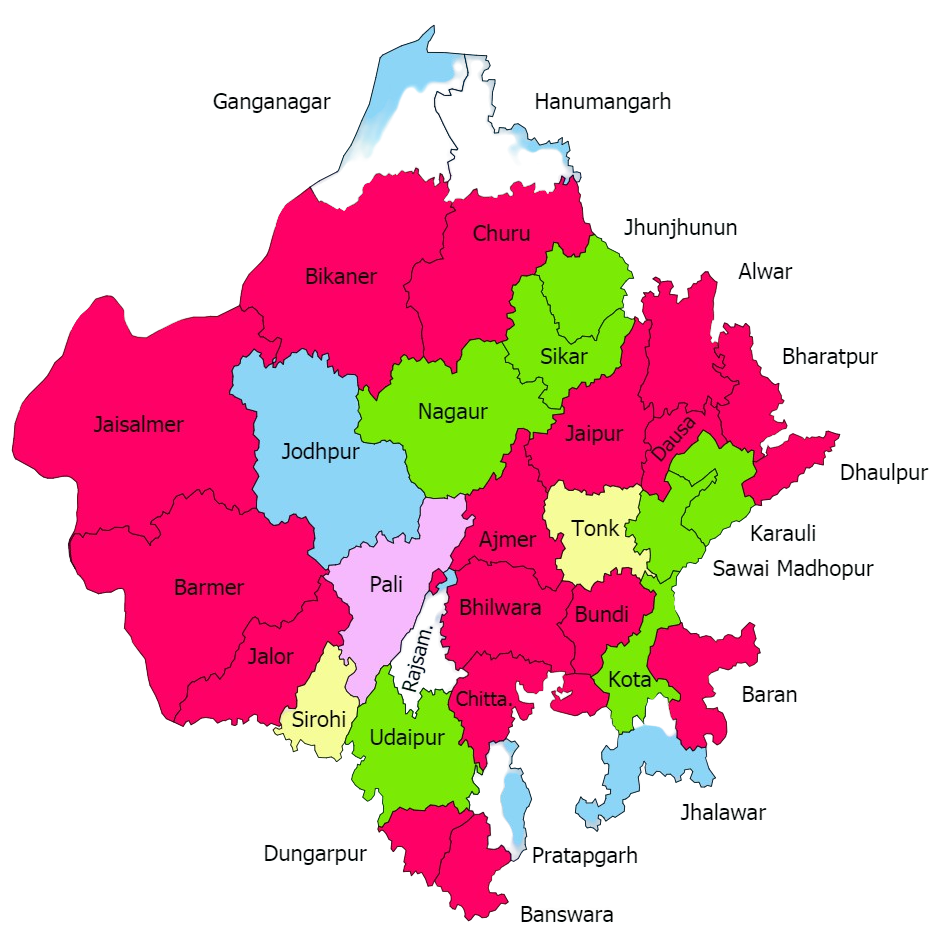 Ganganagar
Hanumangarh
Jhunjhunun
Churu
Alwar
Bikaner
Sikar
Bharatpur
Nagaur
Jaisalmer
Jaipur
Dausa
Jodhpur
Dhaulpur
Tonk
Karauli
Ajmer
Sawai Madhopur
Pali
Barmer
Bhilwara
Bundi
Jalor
Rajsam.
Kota
Baran
Chitta.
Sirohi
Udaipur
Jhalawar
Dungarpur
Pratapgarh
Banswara